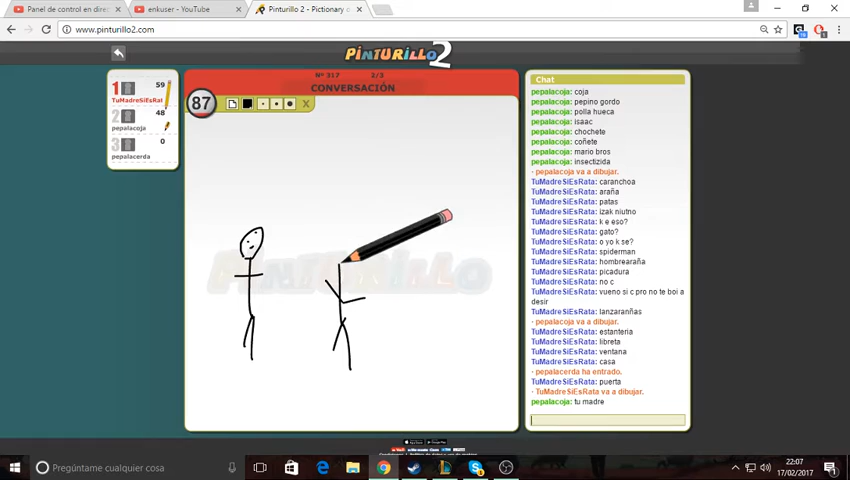 Panel de control en direc
enkuser - YouTube
Pinturillo 2 - Pictionary o
www.pinturillo2.com
PINTURILLO 2
1 59
TuMadreSiEsRat
2 48
pepalacoja
3 0
pepalacerda
Nº 317 2/3
CONVERSACIÓN
87
X
PINTURILLO
Chat
pepalacoja: coja
pepalacoja: pepino gordo
pepalacoja: polla hueca
pepalacoja: isaac
pepalacoja: chochete
pepalacoja: coñete
pepalacoja: mario bros
pepalacoja: insectizida
· pepalacoja va a dibujar.
TuMadreSiEsRata: caranchoa
TuMadreSiEsRata: araña
TuMadreSiEsRata: patas
TuMadreSiEsRata: izak niutno
TuMadreSiEsRata: k e eso?
TuMadreSiEsRata: gato?
TuMadreSiEsRata: o yo k se?
TuMadreSiEsRata: spiderman
TuMadreSiEsRata: hombrearaña
TuMadreSiEsRata: picadura
TuMadreSiEsRata: no c
TuMadreSiEsRata: vueno si c pro no te boi a
desir
TuMadreSiEsRata: lanzarañas
· pepalacoja va a dibujar.
TuMadreSiEsRata: estanteria
TuMadreSiEsRata: libreta
TuMadreSiEsRata: ventana
TuMadreSiEsRata: casa
· pepalacerda ha entrado.
TuMadreSiEsRata: puerta
· TuMadreSiEsRata va a dibujar.
pepalacoja: tu madre
Pregúntame cualquier cosa
22:07
17/02/2017